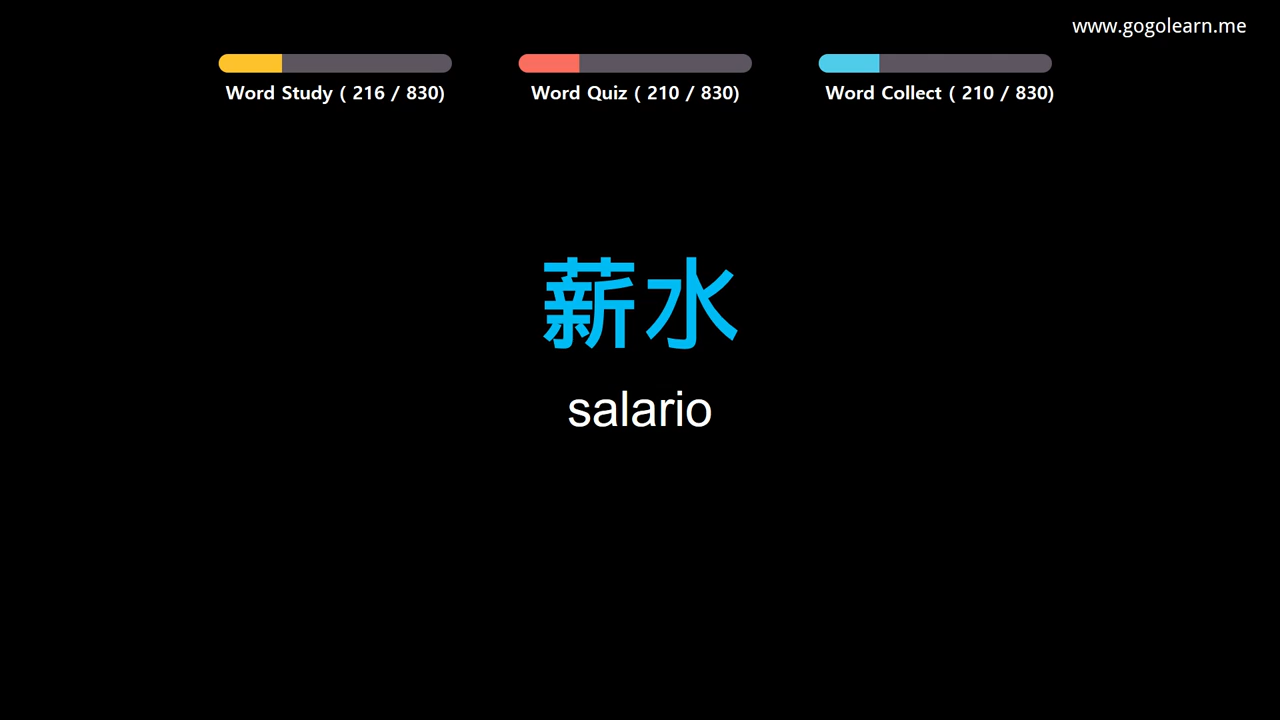 www.gogolearn.me
Word Study ( 216 / 830)
Word Quiz ( 210 / 830)
Word Collect ( 210 / 830)
薪水
salario